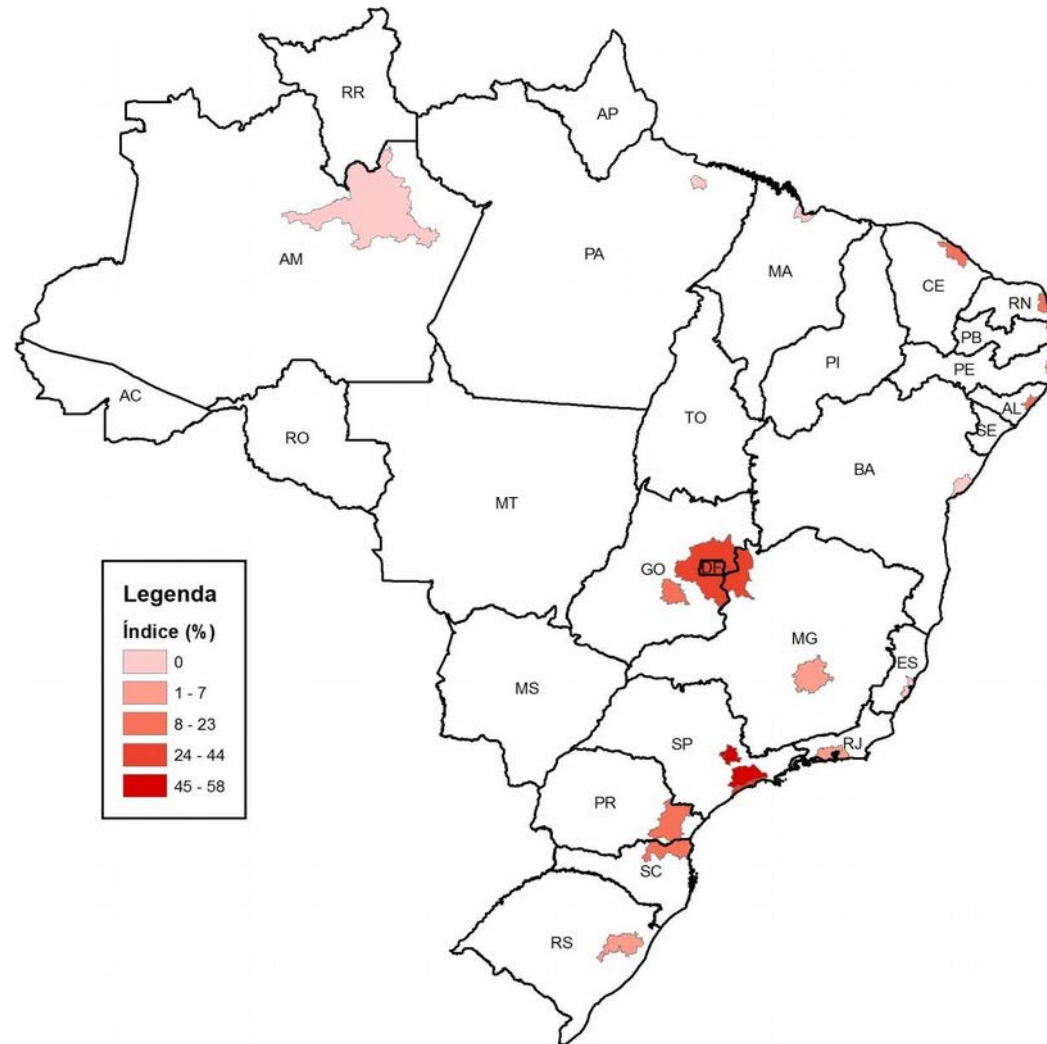 RR
AP
AM
PA
MA
CE
RN
PB
PE
PI
AC
TO
AL
SE
RO
BA
MT
GO
DF
Legenda
Índice (%)
0
1 - 7
8 - 23
24 - 44
45 - 58
MG
ES
MS
SP
RJ
PR
SC
RS